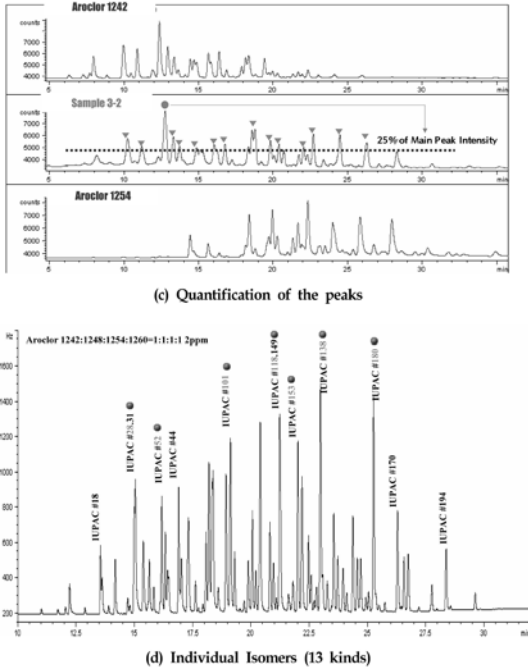 Aroclor 1242
counts
7000
6000
5000
4000
5 10 15 20 25 30 min
Sample 3-2
counts
7000
6000
5000
4000
25% of Main Peak Intensity
5 10 15 20 25 30 min
Aroclor 1254
counts
7000
6000
5000
4000
5 10 15 20 25 30 min
(c) Quantification of the peaks
Hz
Aroclor 1242:1248:1254:1260=1:1:1:1 2ppm
1600
1400
1200
1000
800
600
400
200
IUPAC #18
IUPAC #28,31
IUPAC #52
IUPAC #44
IUPAC #101
IUPAC #118,149
IUPAC #153
IUPAC #138
IUPAC #180
IUPAC #170
IUPAC #194
10 12.5 15 17.5 20 22.5 25 27.5 30 min
(d) Individual Isomers (13 kinds)